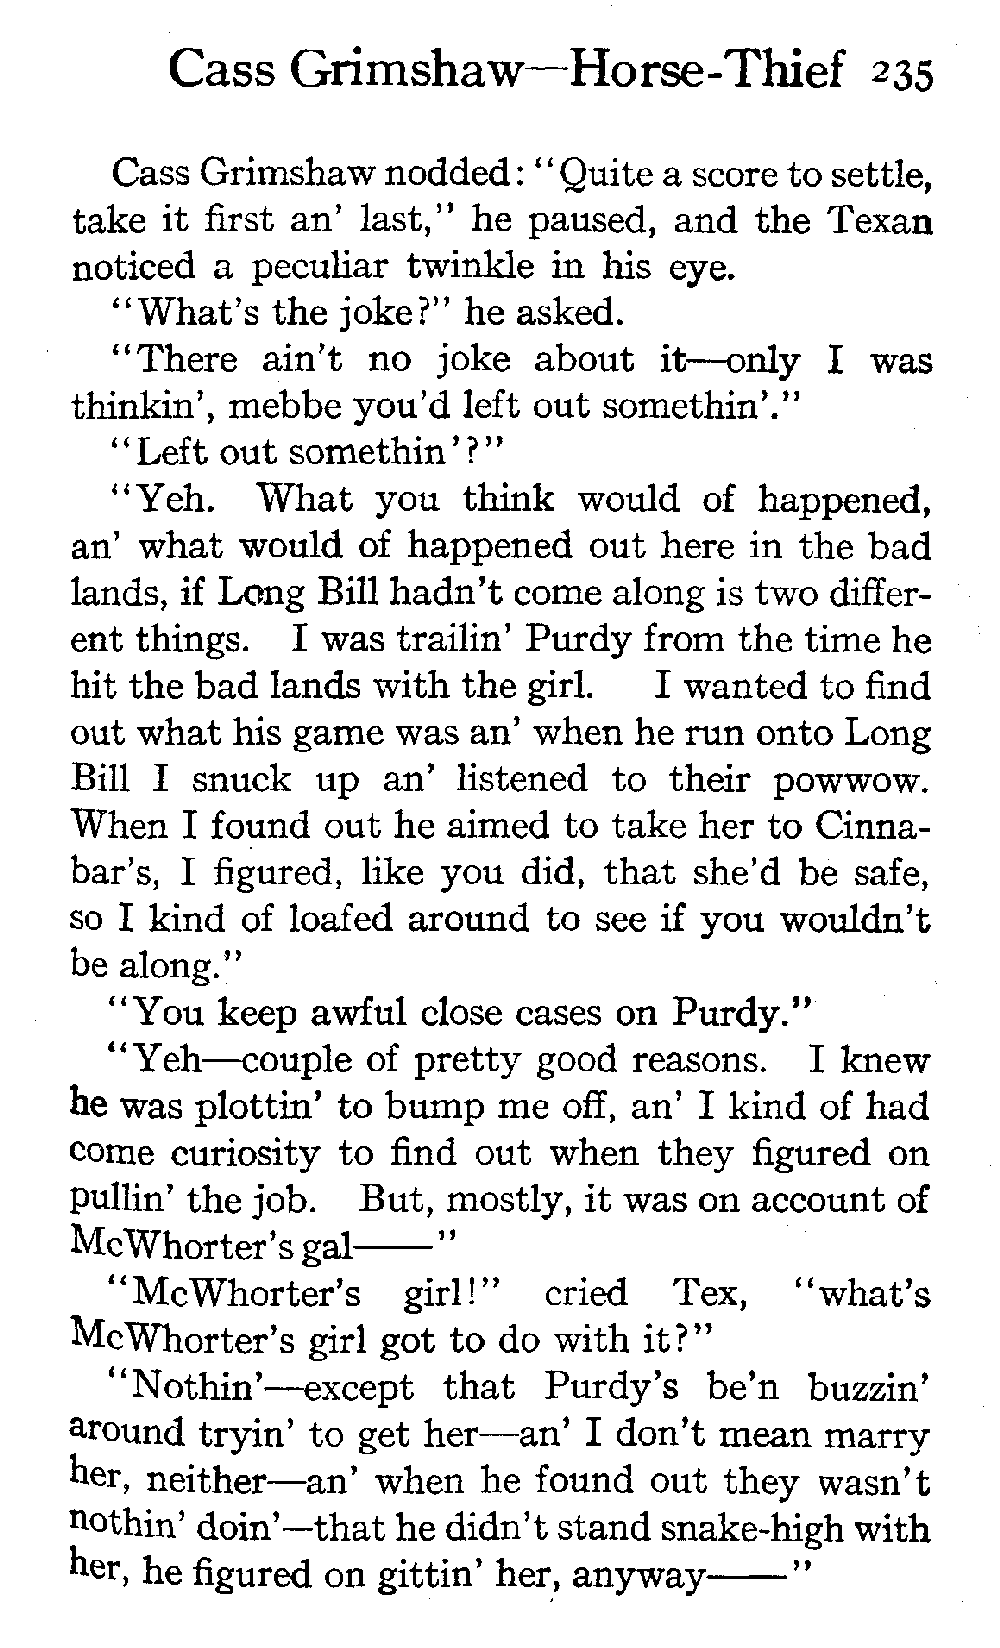 Cass Grimshaw—Horse-Thief 235
Cass Grimshaw nodded: "Quite a score to settle,
take it first an' last," he paused, and the Texan
noticed a peculiar twinkle in his eye.
"What's the joke?" he asked.
"There ain't no joke about it—only I was
thinkin', mebbe you'd left out somethin'."
"Left out somethin'?"
"Yeh. What you think would of happened,
an' what would of happened out here in the bad
lands, if Long Bill hadn't come along is two differ-
ent things. I was trailin' Purdy from the time he
hit the bad lands with the girl. I wanted to find
out what his game was an' when he run onto Long
Bill I snuck up an' listened to their powwow.
When I found out he aimed to take her to Cinna-
bar's, I figured, like you did, that she'd be safe,
so I kind of loafed around to see if you wouldn't
be along."
"You keep awful close cases on Purdy."
"Yeh—couple of pretty good reasons. I knew
he was plottin' to bump me off, an' I kind of had
come curiosity to find out when they figured on
pullin' the job. But, mostly, it was on account of
McWhorter's gal——"
"McWhorter's girl!" cried Tex, "what's
McWhorter's girl got to do with it?"
"Nothin'—except that Purdy's be'n buzzin'
around tryin' to get her—an' I don't mean marry
her, neither—an' when he found out they wasn't
nothin' doin'—that he didn't stand snake-high with
her, he figured on gittin' her, anyway——"